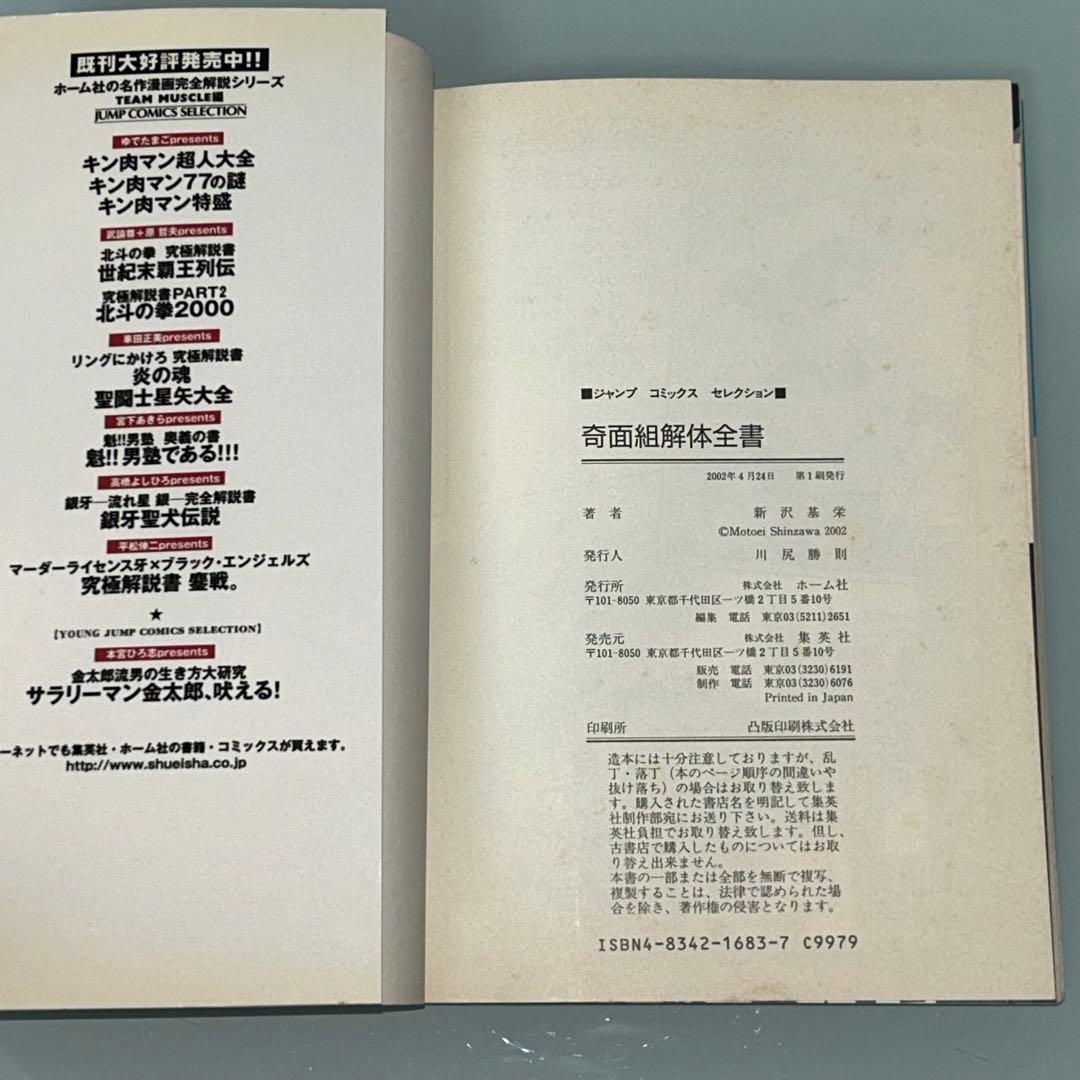 既刊大好評発売中!!
ホーム社の名作漫画完全解説シリーズ
TEAM MUSCLE編
JUMP COMICS SELECTION
ゆでたまごpresents
キン肉マン超人大全
キン肉マン77の謎
キン肉マン特盛
武論尊+原 哲夫presents
北斗の拳 究極解説書
世紀末覇王列伝
究極解説書PART2
北斗の拳2000
車田正美presents
リングにかけろ 究極解説書
炎の魂
聖闘士星矢大全
宮下あきらpresents
魁!!男塾 奥義の書
魁!!男塾である!!!
高橋よしひろpresents
銀牙―流れ星 銀―完全解説書
銀牙聖犬伝説
平松伸二presents
マーダーライセンス牙×ブラック・エンジェルズ
究極解説書 鏖戦。
★
[YOUNG JUMP COMICS SELECTION]
本宮ひろ志presents
金太郎流男の生き方大研究
サラリーマン金太郎、吠える!
ーネットでも集英社・ホーム社の書籍・コミックスが買えます。
http://www.shueisha.co.jp
■ジャンプ コミックス セレクション■
奇面組解体全書
2002年4月24日 第1刷発行
著者 新沢基栄
©Motoei Shinzawa 2002
発行人 川尻勝則
発行所 株式会社 ホーム社
〒101-8050 東京都千代田区一ツ橋2丁目5番10号
編集 電話 東京03(5211)2651
発売元 株式会社 集英社
〒101-8050 東京都千代田区一ツ橋2丁目5番10号
販売 電話 東京03(3230)6191
制作 電話 東京03(3230)6076
Printed in Japan
印刷所 凸版印刷株式会社
造本には十分注意しておりますが、乱
丁・落丁（本のページ順序の間違いや
抜け落ち）の場合はお取り替え致しま
す。購入された書店名を明記して集英
社制作部宛にお送り下さい。送料は集
英社負担でお取り替え致します。但し、
古書店で購入したものについてはお取
り替え出来ません。
本書の一部または全部を無断で複写、
複製することは、法律で認められた場
合を除き、著作権の侵害となります。
ISBN4-8342-1683-7 C9979